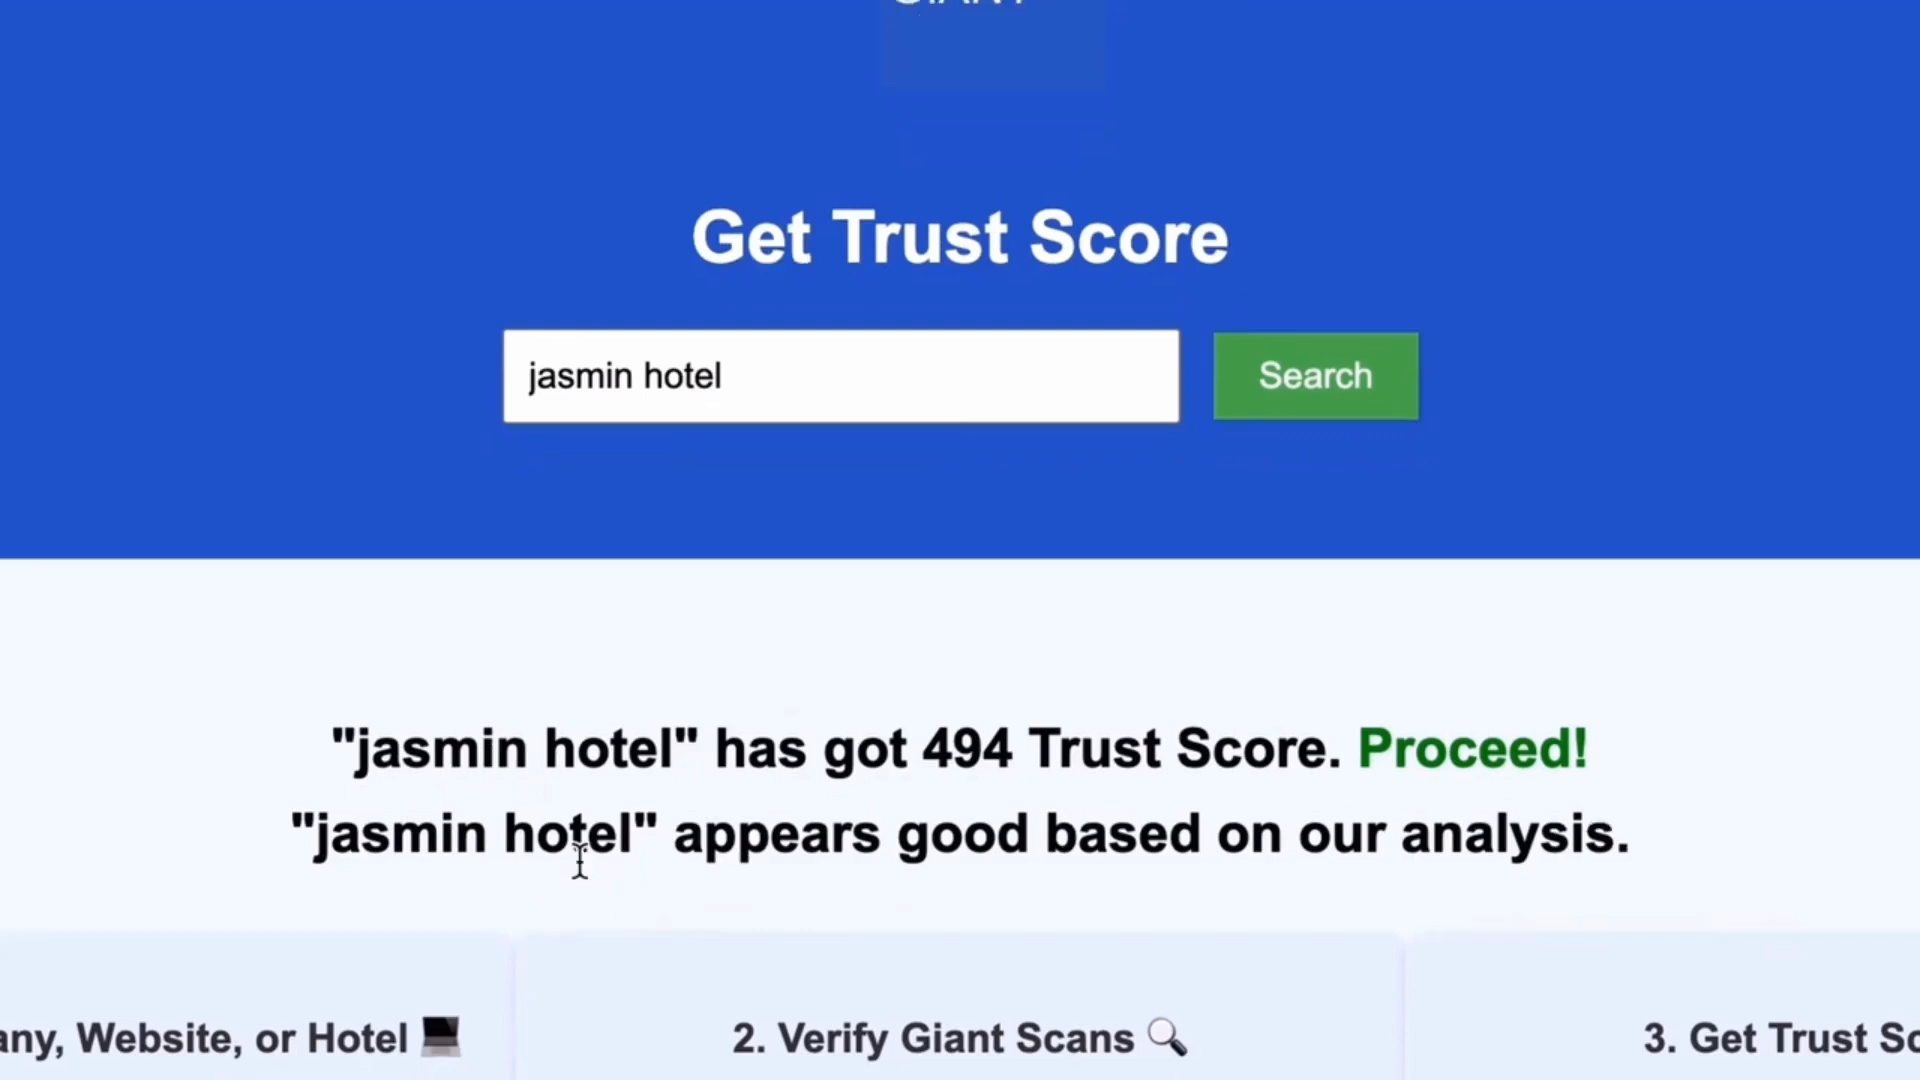 Get Trust Score
jasmin hotel
Search
"jasmin hotel" has got 494 Trust Score. Proceed!
"jasmin hotel" appears good based on our analysis.
any, Website, or Hotel
2. Verify Giant Scans
3. Get Trust Sc